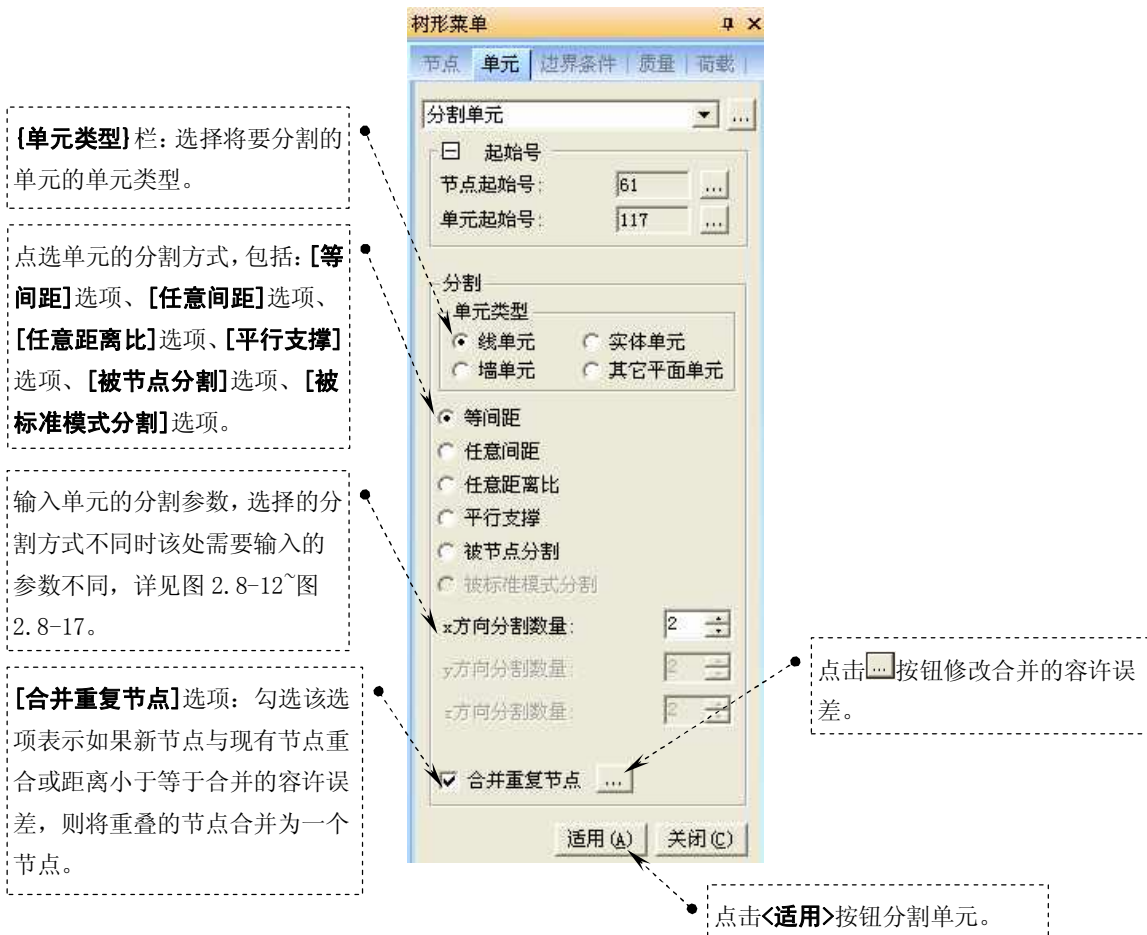 树形菜单
节点 单元 边界条件 质量 荷载
分割单元
起始号
节点起始号: 61 ...
单元起始号: 117 ...
分割
单元类型
线单元 实体单元
墙单元 其它平面单元
等间距
任意间距
任意距离比
平行支撑
被节点分割
被标准模式分割
x方向分割数量: 2
y方向分割数量: 2
z方向分割数量: 2
合并重复节点 ...
适用(A) 关闭(C)
{单元类型}栏：选择将要分割的
单元的单元类型。
点选单元的分割方式，包括：[等
间距]选项、[任意间距]选项、
[任意距离比]选项、[平行支撑]
选项、[被节点分割]选项、[被
标准模式分割]选项。
输入单元的分割参数，选择的分
割方式不同时该处需要输入的
参数不同，详见图 2.8-12~图
2.8-17。
[合并重复节点]选项：勾选该选
项表示如果新节点与现有节点重
合或距离小于等于合并的容许误
差，则将重叠的节点合并为一个
节点。
点击...按钮修改合并的容许误
差。
点击<适用>按钮分割单元。